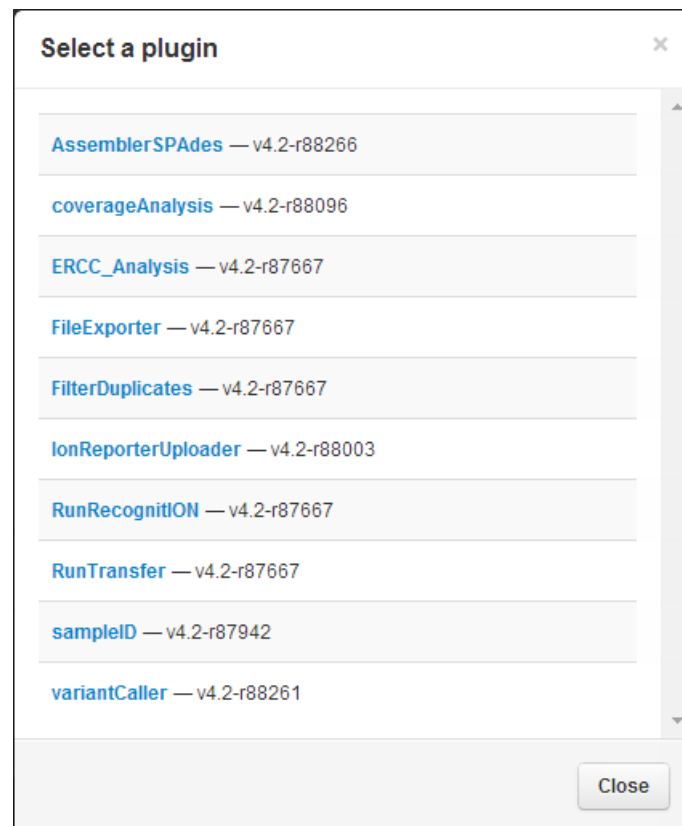 Select a plugin
×
AssemblerSPAdes — v4.2-r88266
coverageAnalysis — v4.2-r88096
ERCC_Analysis — v4.2-r87667
FileExporter — v4.2-r87667
FilterDuplicates — v4.2-r87667
IonReporterUploader — v4.2-r88003
RunRecognitION — v4.2-r87667
RunTransfer — v4.2-r87667
sampleID — v4.2-r87942
variantCaller — v4.2-r88261
Close